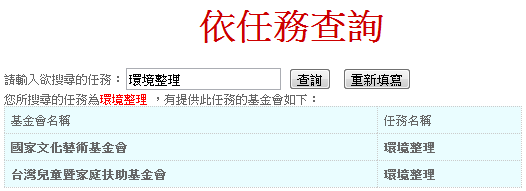 依任務查詢
請輸入欲搜尋的任務：環境整理 查詢 重新填寫
您所搜尋的任務為環境整理 ，有提供此任務的基金會如下：
基金會名稱 任務名稱
國家文化藝術基金會 環境整理
台灣兒童暨家庭扶助基金會 環境整理